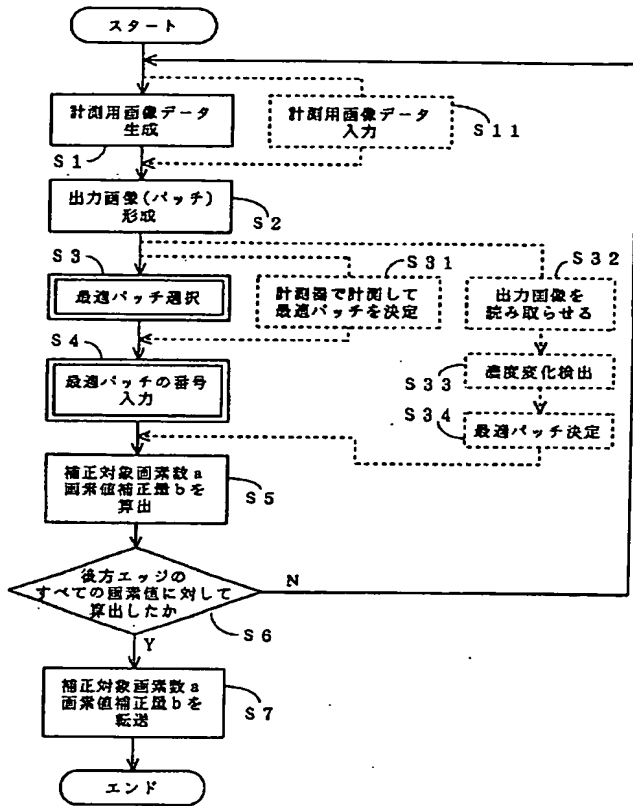 スタート
計測用画像データ
生成
S1
計測用画像データ
入力
S11
出力画像(パッチ)
形取
S2
S3
最適パッチ選択
S31
計測器で計測して
最適パッチを決定
S32
出力画像を
読み取らせる
S4
最適パッチの番号
入力
S33
濃度変化検出
S34
最適パッチ決定
補正対象画素数a
画素値補正量bを
算出
S5
後方エッジの
すべての画素値に対して
算出したか
N
S6
Y
補正対象画素数a
画素値補正量bを
転送
S7
エンド